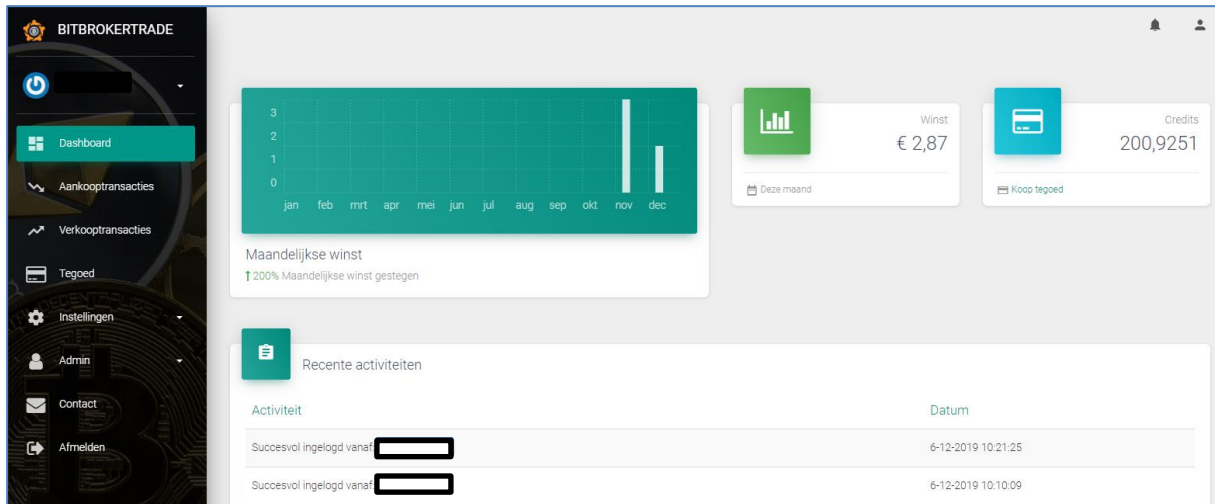 BITBROKERTRADE
Dashboard
Aankooptransacties
Verkooptransacties
Tegoed
Instellingen
Admin
Contact
Afmelden
3
2
1
0
jan feb mrt apr mei jun jul aug sep okt nov dec
Maandelijkse winst
200% Maandelijkse winst gestegen
Winst
€ 2,87
Deze maand
Credits
200,9251
Koop tegoed
Recente activiteiten
Activiteit Datum
Succesvol ingelogd vanaf: 6-12-2019 10:21:25
Succesvol ingelogd vanaf: 6-12-2019 10:10:09